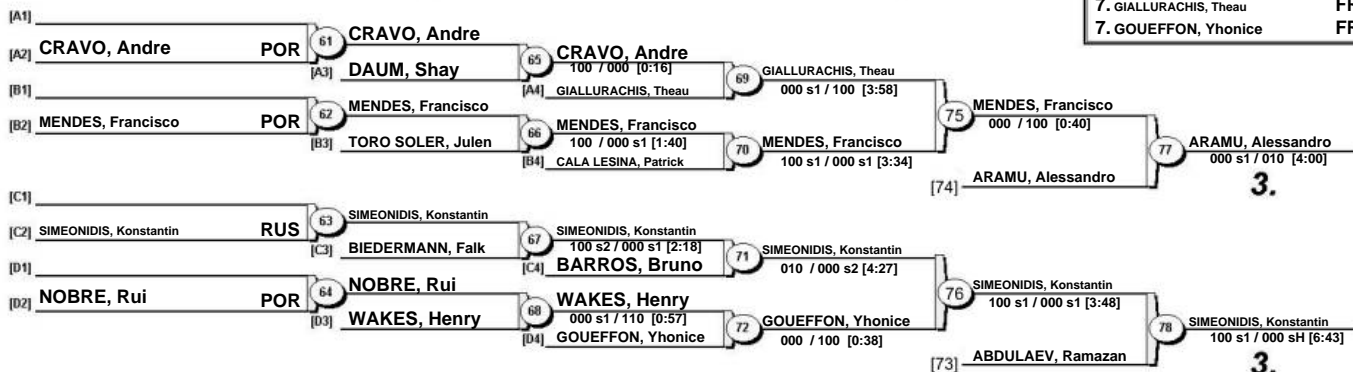 7. GIALLURACHIS, Theau FR
7. GOUEFFON, Yhonice FR
[A1]
[A2] CRAVO, Andre POR
61
CRAVO, Andre
[A3] DAUM, Shay
65
CRAVO, Andre
100 / 000 [0:16]
[A4] GIALLURACHIS, Theau
69
GIALLURACHIS, Theau
000 s1 / 100 [3:58]
[B1]
[B2] MENDES, Francisco POR
62
MENDES, Francisco
[B3] TORO SOLER, Julen
66
MENDES, Francisco
100 / 000 s1 [1:40]
[B4] CALA LESINA, Patrick
70
MENDES, Francisco
100 s1 / 000 s1 [3:34]
75
MENDES, Francisco
000 / 100 [0:40]
[74] ARAMU, Alessandro
77
ARAMU, Alessandro
000 s1 / 010 [4:00]
3.
[C1]
[C2] SIMEONIDIS, Konstantin RUS
63
SIMEONIDIS, Konstantin
[C3] BIEDERMANN, Falk
67
SIMEONIDIS, Konstantin
100 s2 / 000 s1 [2:18]
[C4] BARROS, Bruno
71
SIMEONIDIS, Konstantin
010 / 000 s2 [4:27]
[D1]
[D2] NOBRE, Rui POR
64
NOBRE, Rui
[D3] WAKES, Henry
68
WAKES, Henry
000 s1 / 110 [0:57]
[D4] GOUEFFON, Yhonice
72
GOUEFFON, Yhonice
000 / 100 [0:38]
76
SIMEONIDIS, Konstantin
100 s1 / 000 s1 [3:48]
[73] ABDULAEV, Ramazan
78
SIMEONIDIS, Konstantin
100 s1 / 000 sH [6:43]
3.